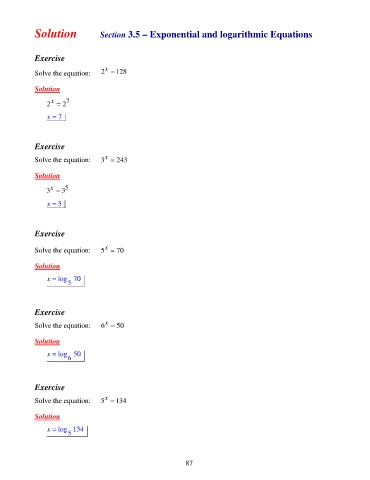 Solution Section 3.5 – Exponential and logarithmic Equations
Exercise
Solve the equation: 2^x = 128
Solution
2^x = 2^7
x = 7
Exercise
Solve the equation: 3^x = 243
Solution
3^x = 3^5
x = 5
Exercise
Solve the equation: 5^x = 70
Solution
x = log_5 70
Exercise
Solve the equation: 6^x = 50
Solution
x = log_6 50
Exercise
Solve the equation: 5^x = 134
Solution
x = log_5 134
87